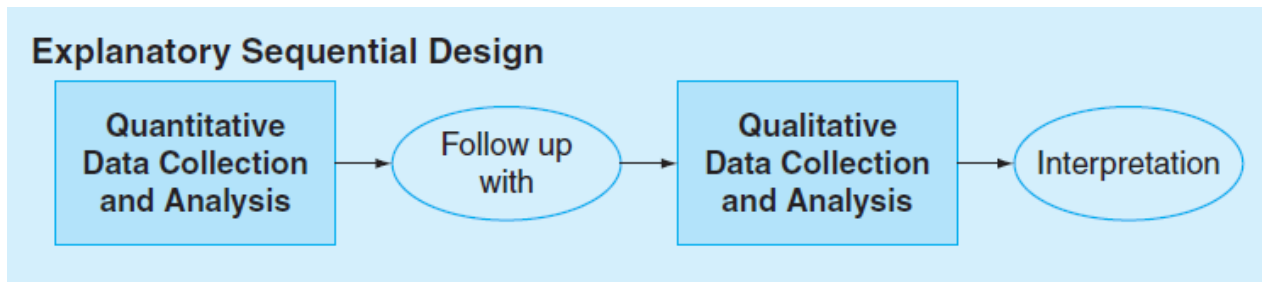 Explanatory Sequential Design
Quantitative
Data Collection
and Analysis
Follow up
with
Qualitative
Data Collection
and Analysis
Interpretation